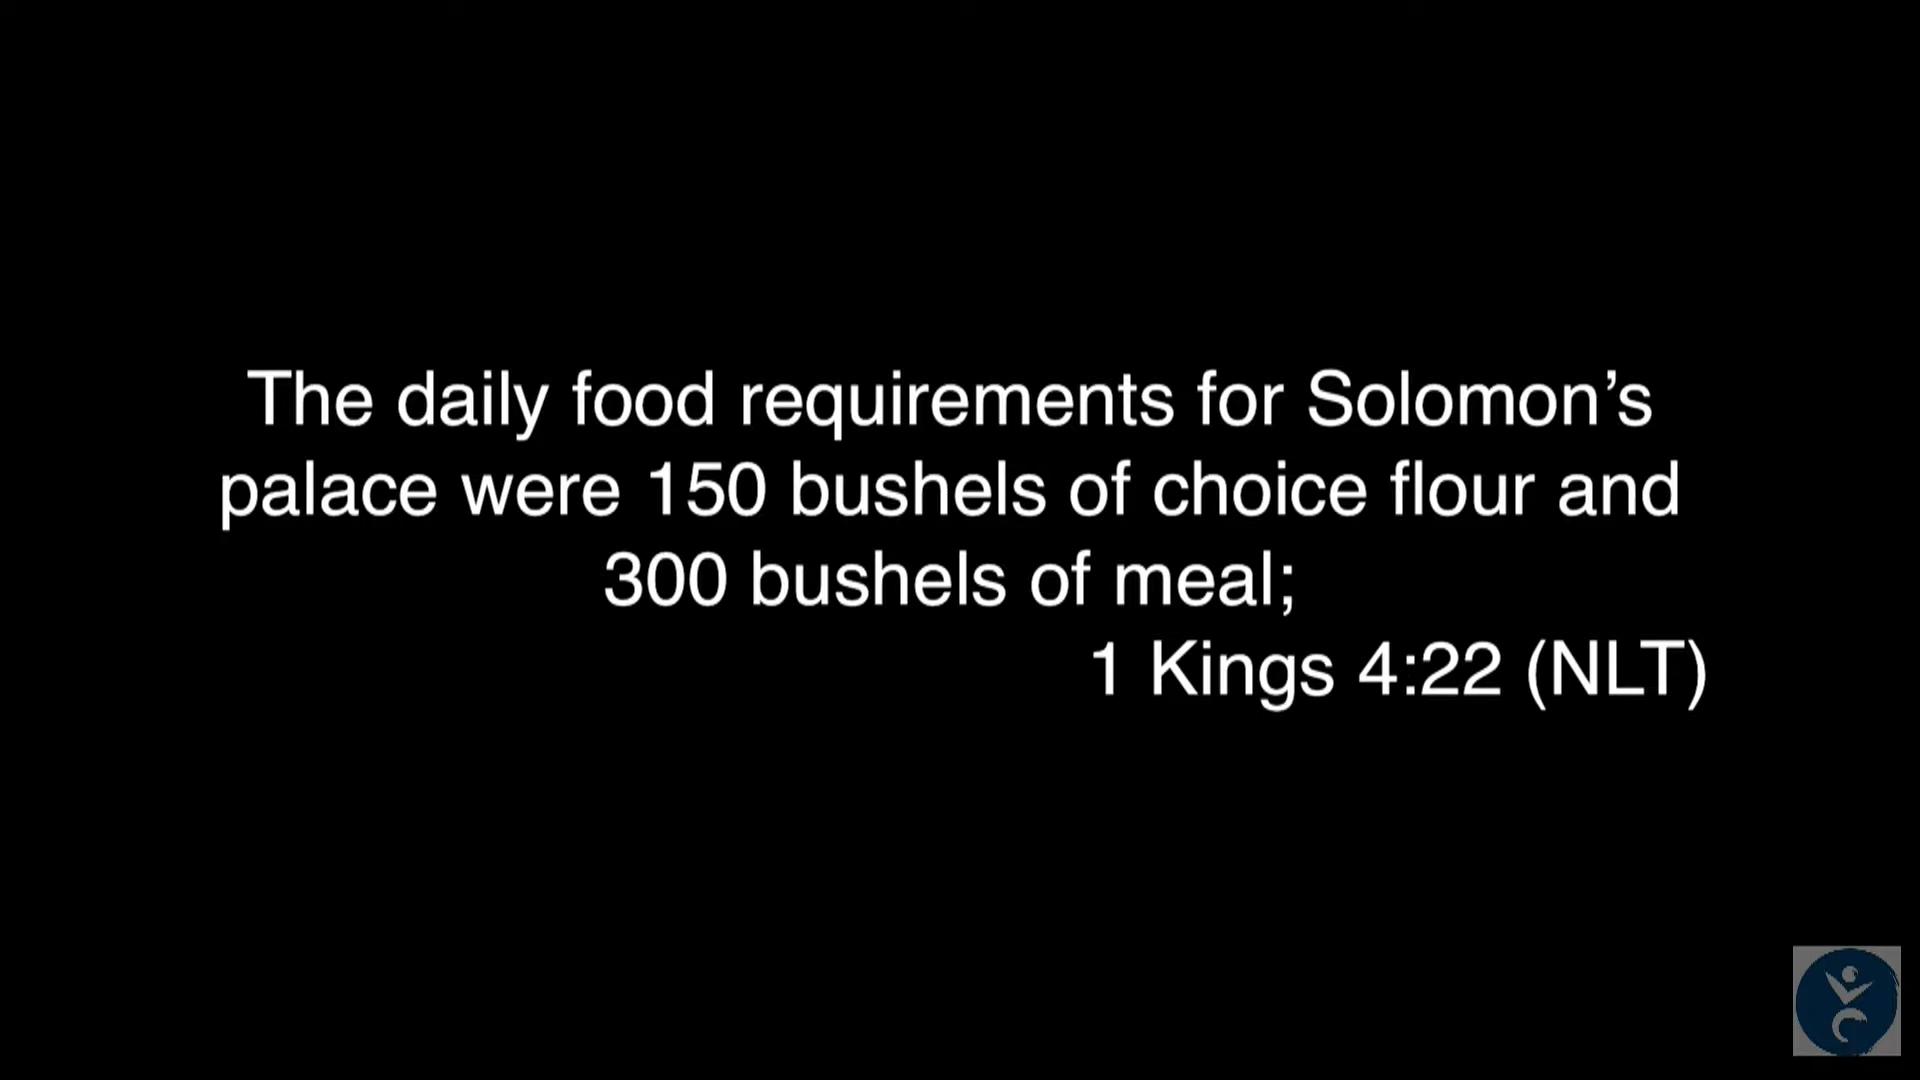 The daily food requirements for Solomon’s
palace were 150 bushels of choice flour and
300 bushels of meal;
1 Kings 4:22 (NLT)